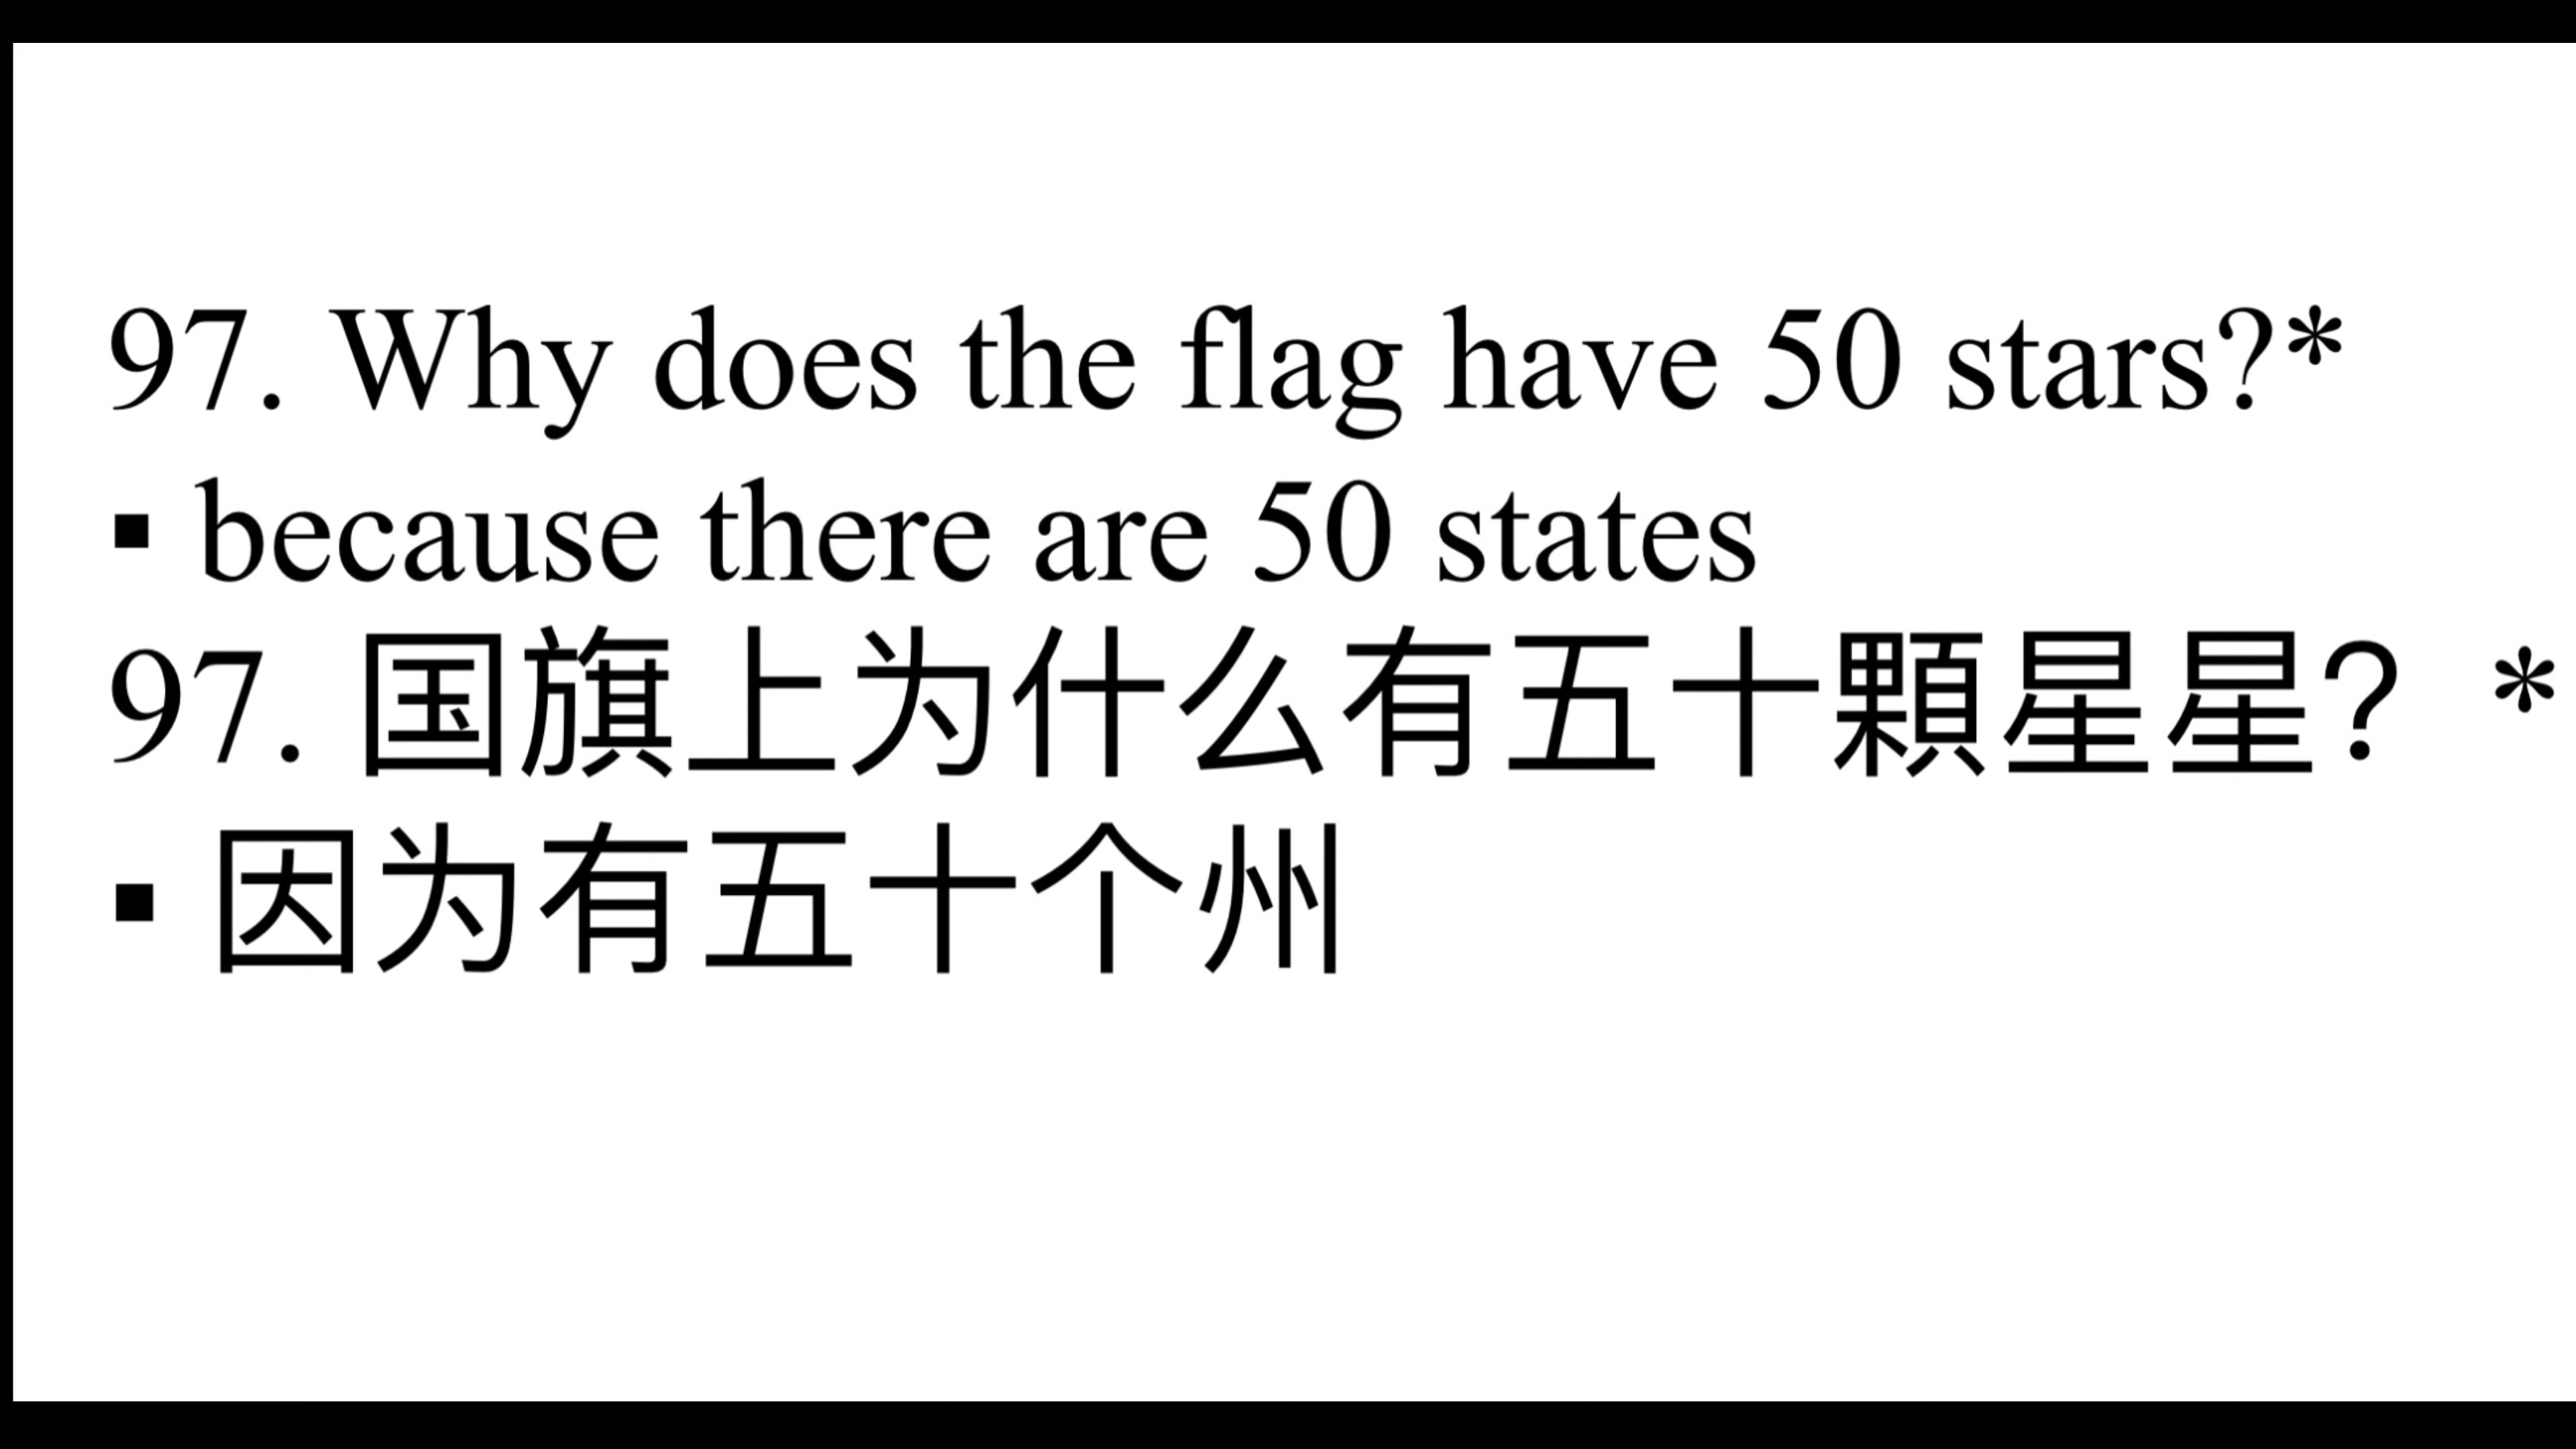 97. Why does the flag have 50 stars?*
▪ because there are 50 states
97. 国旗上为什么有五十顆星星？ *
▪ 因为有五十个州